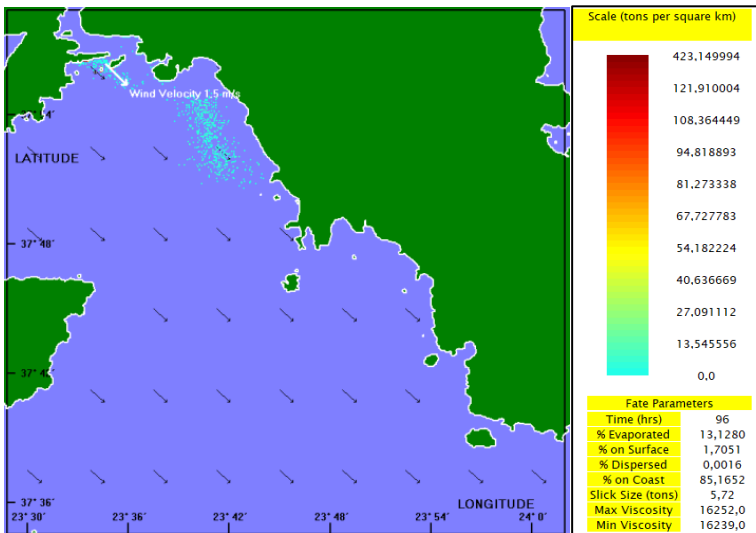 Wind Velocity 1.5 m/s
LATITUDE
37° 48´
37° 36´
23° 30´
23° 36´
23° 42´
23° 48´
23° 54´
24° 0´
LONGITUDE
Scale (tons per square km)
423,149994
121,910004
108,364449
94,818893
81,273338
67,727783
54,182224
40,636669
27,091112
13,545556
0,0
Fate Parameters
Time (hrs) 96
% Evaporated 13,1280
% on Surface 1,7051
% Dispersed 0,0016
% on Coast 85,1652
Slick Size (tons) 5,72
Max Viscosity 16252,0
Min Viscosity 16239,0